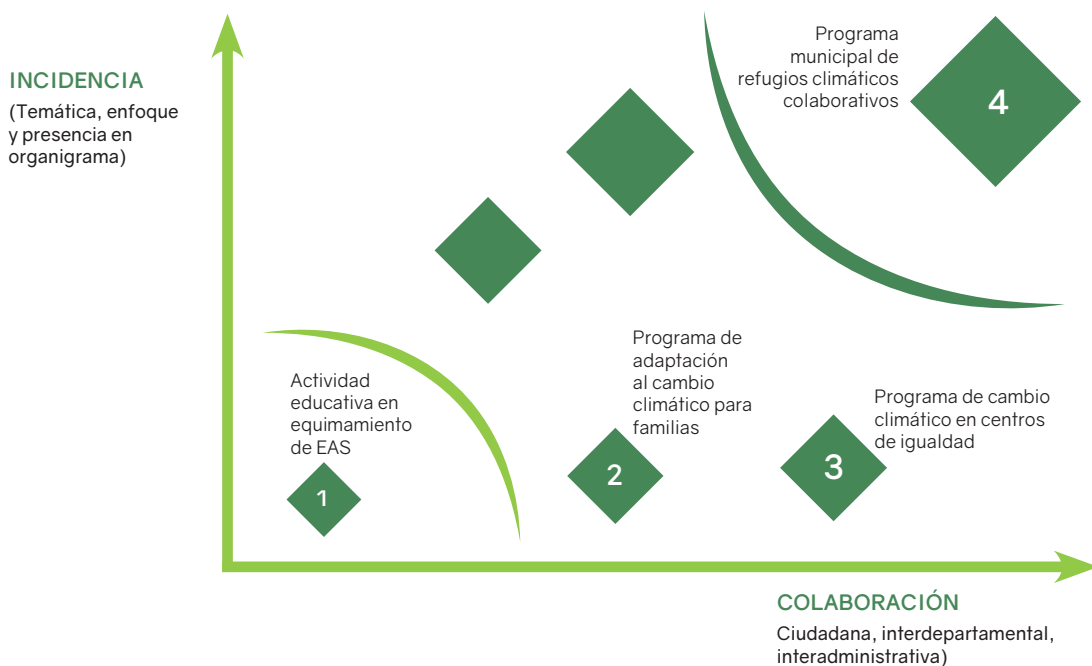 INCIDENCIA
(Temática, enfoque
y presencia en
organigrama)
Programa
municipal de
refugios climáticos
colaborativos
4
Actividad
educativa en
equimamiento
de EAS
1
Programa de
adaptación
al cambio
climático para
familias
2
Programa de cambio
climático en centros
de igualdad
3
COLABORACIÓN
Ciudadana, interdepartamental,
interadministrativa)